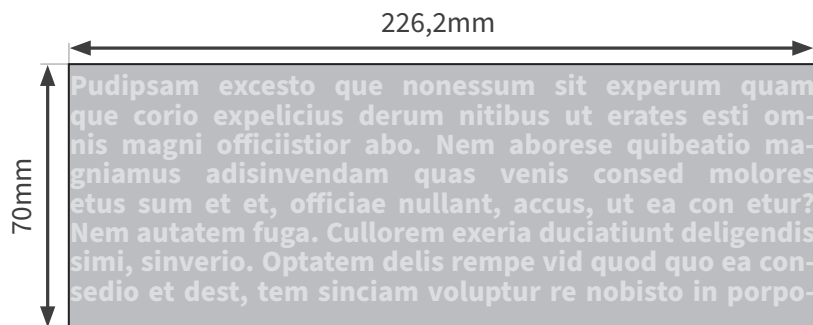 226,2mm
70mm
Pudipsam excesto que nonessum sit experum quam
que corio expelicius derum nitibus ut erates esti om-
nis magni officiistior abo. Nem aborese quibeatio ma-
gniamus adisinvendam quas venis consed molores
etus sum et et, officiae nullant, accus, ut ea con etur?
Nem autatem fuga. Cullorem exeria duciatiunt deligendis
simi, sinverio. Optatem delis rempe vid quod quo ea con-
sedio et dest, tem sinciam voluptur re nobisto in porpo-